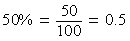 50% = 50/100 = 0.5